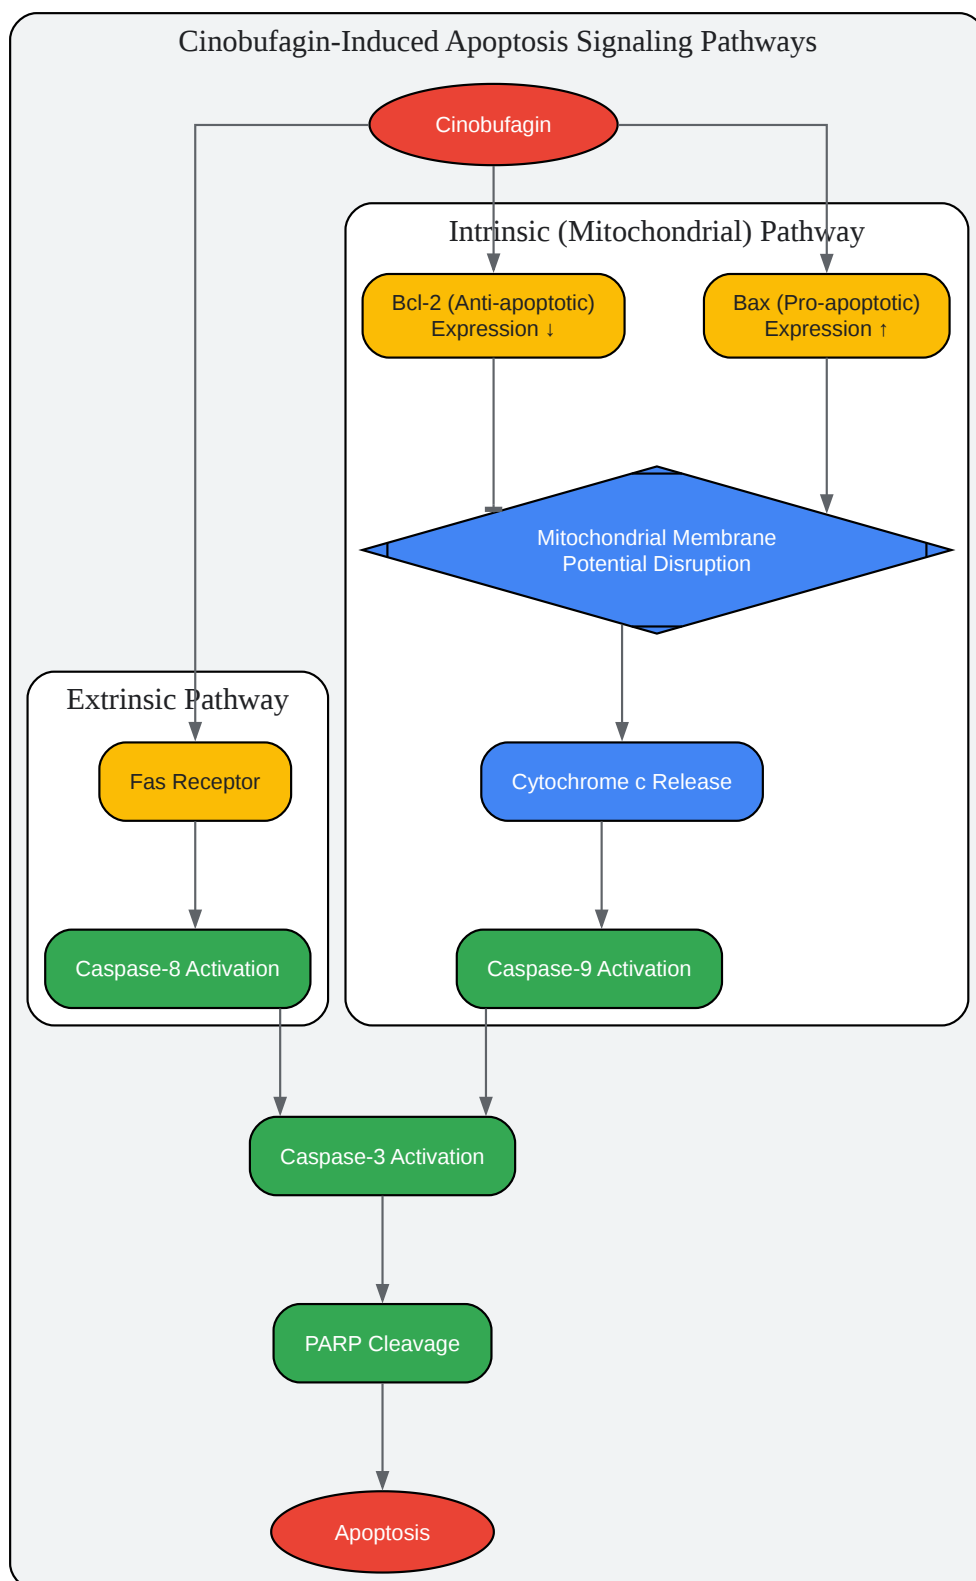 Cinobufagin-Induced Apoptosis Signaling Pathways
Cinobufagin
Intrinsic (Mitochondrial) Pathway
Bcl-2 (Anti-apoptotic)
Expression ↓
Bax (Pro-apoptotic)
Expression ↑
Mitochondrial Membrane
Potential Disruption
Extrinsic Pathway
Fas Receptor
Cytochrome c Release
Caspase-8 Activation
Caspase-9 Activation
Caspase-3 Activation
PARP Cleavage
Apoptosis